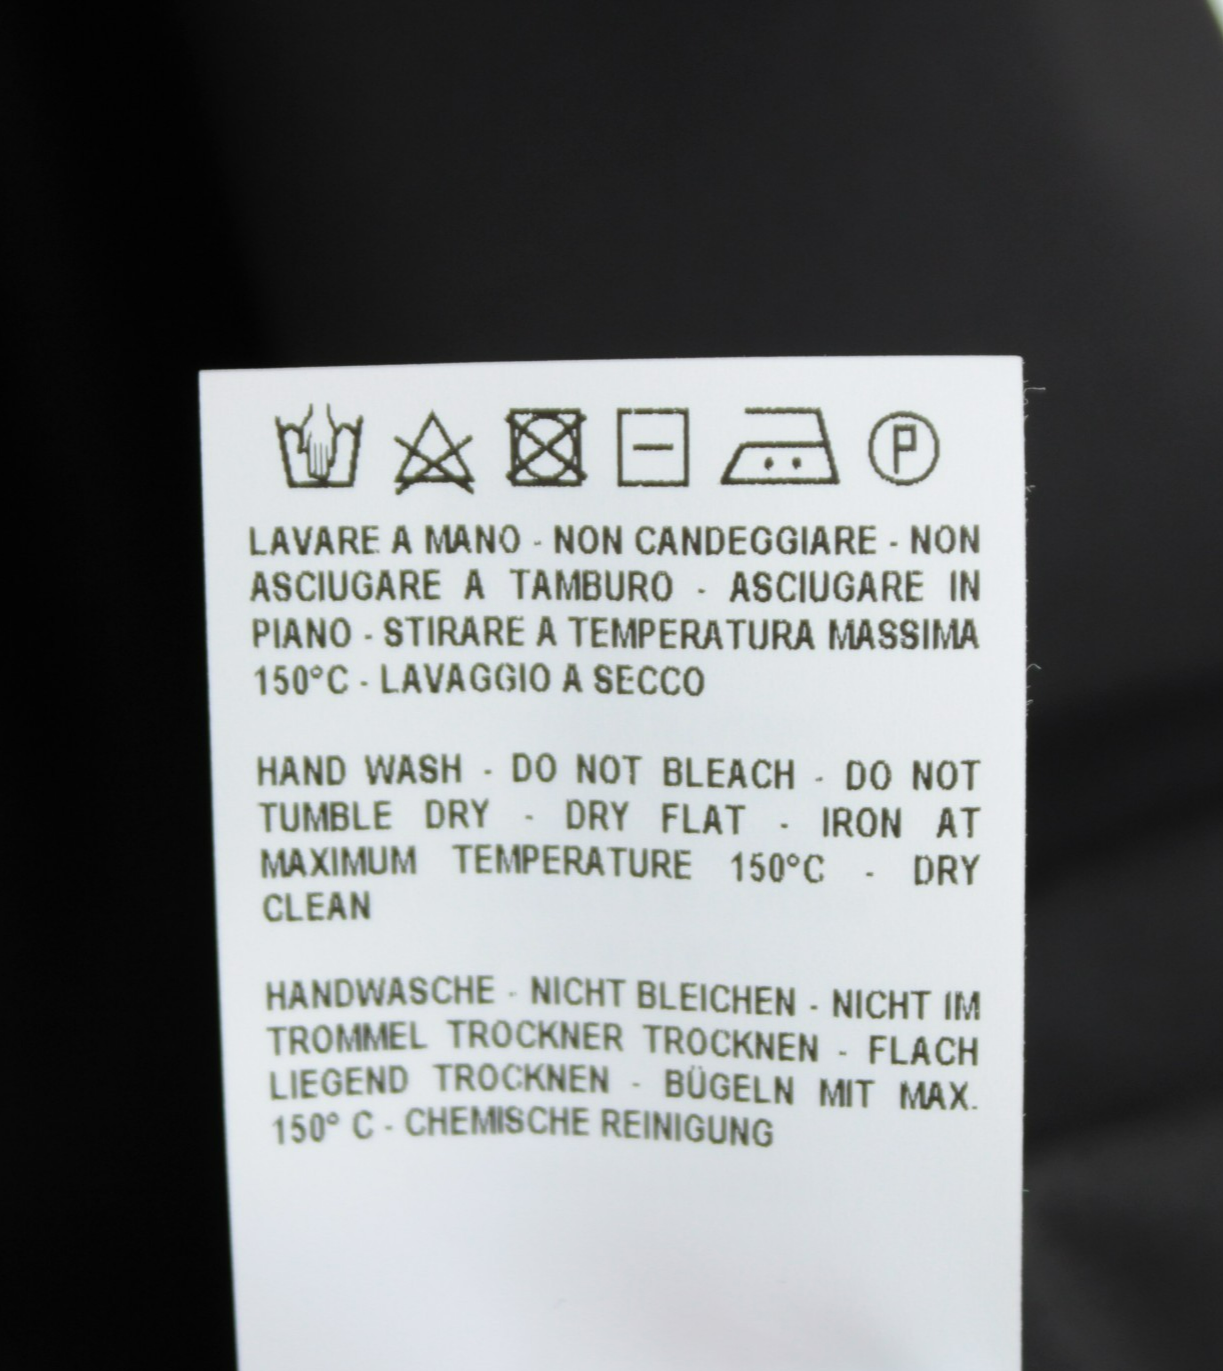 LAVARE A MANO - NON CANDEGGIARE - NON
ASCIUGARE A TAMBURO - ASCIUGARE IN
PIANO - STIRARE A TEMPERATURA MASSIMA
150°C - LAVAGGIO A SECCO
HAND WASH - DO NOT BLEACH - DO NOT
TUMBLE DRY - DRY FLAT - IRON AT
MAXIMUM TEMPERATURE 150°C - DRY
CLEAN
HANDWASCHE - NICHT BLEICHEN - NICHT IM
TROMMEL TROCKNER TROCKNEN - FLACH
LIEGEND TROCKNEN - BÜGELN MIT MAX.
150° C - CHEMISCHE REINIGUNG